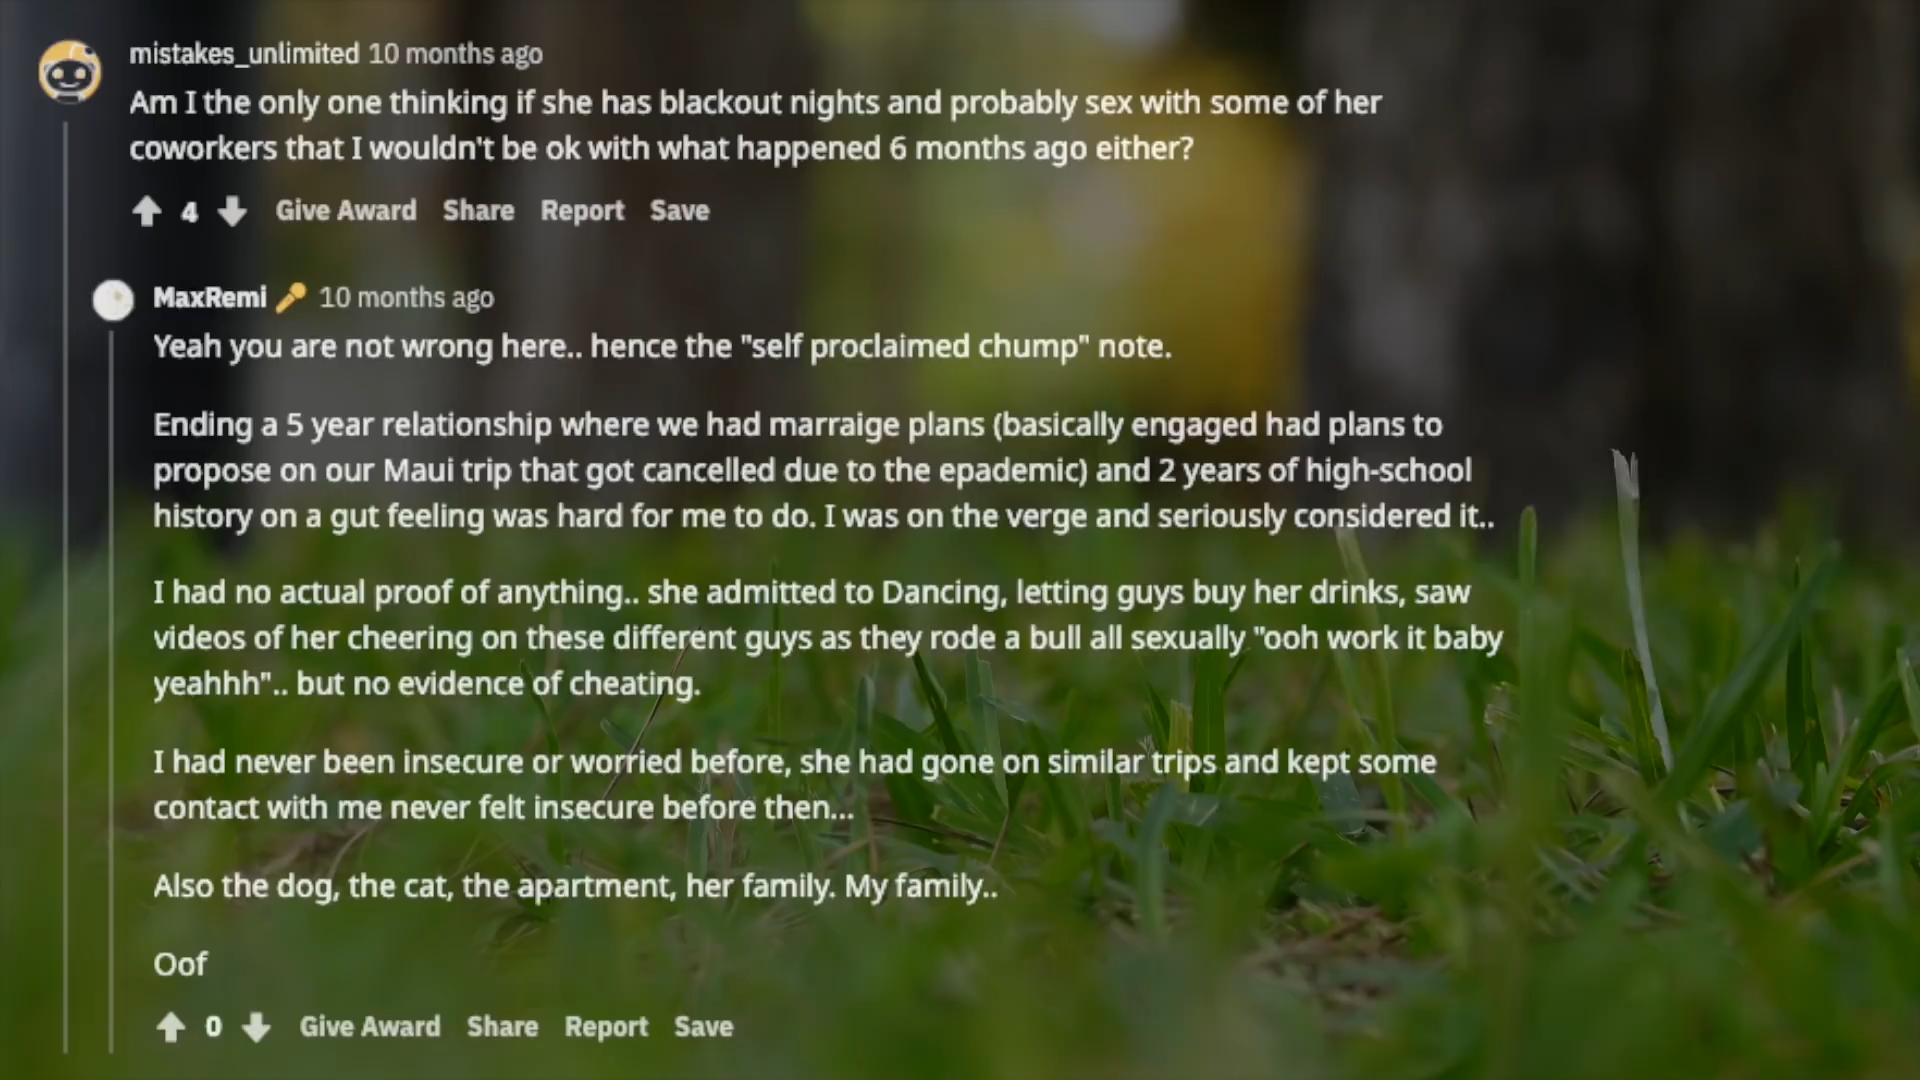 mistakes_unlimited 10 months ago
Am I the only one thinking if she has blackout nights and probably sex with some of her
coworkers that I wouldn't be ok with what happened 6 months ago either?
4 Give Award Share Report Save
MaxRemi 10 months ago
Yeah you are not wrong here.. hence the "self proclaimed chump" note.
Ending a 5 year relationship where we had marraige plans (basically engaged had plans to
propose on our Maui trip that got cancelled due to the epademic) and 2 years of high-school
history on a gut feeling was hard for me to do. I was on the verge and seriously considered it..
I had no actual proof of anything.. she admitted to Dancing, letting guys buy her drinks, saw
videos of her cheering on these different guys as they rode a bull all sexually "ooh work it baby
yeahhh".. but no evidence of cheating.
I had never been insecure or worried before, she had gone on similar trips and kept some
contact with me never felt insecure before then...
Also the dog, the cat, the apartment, her family. My family..
Oof
0 Give Award Share Report Save